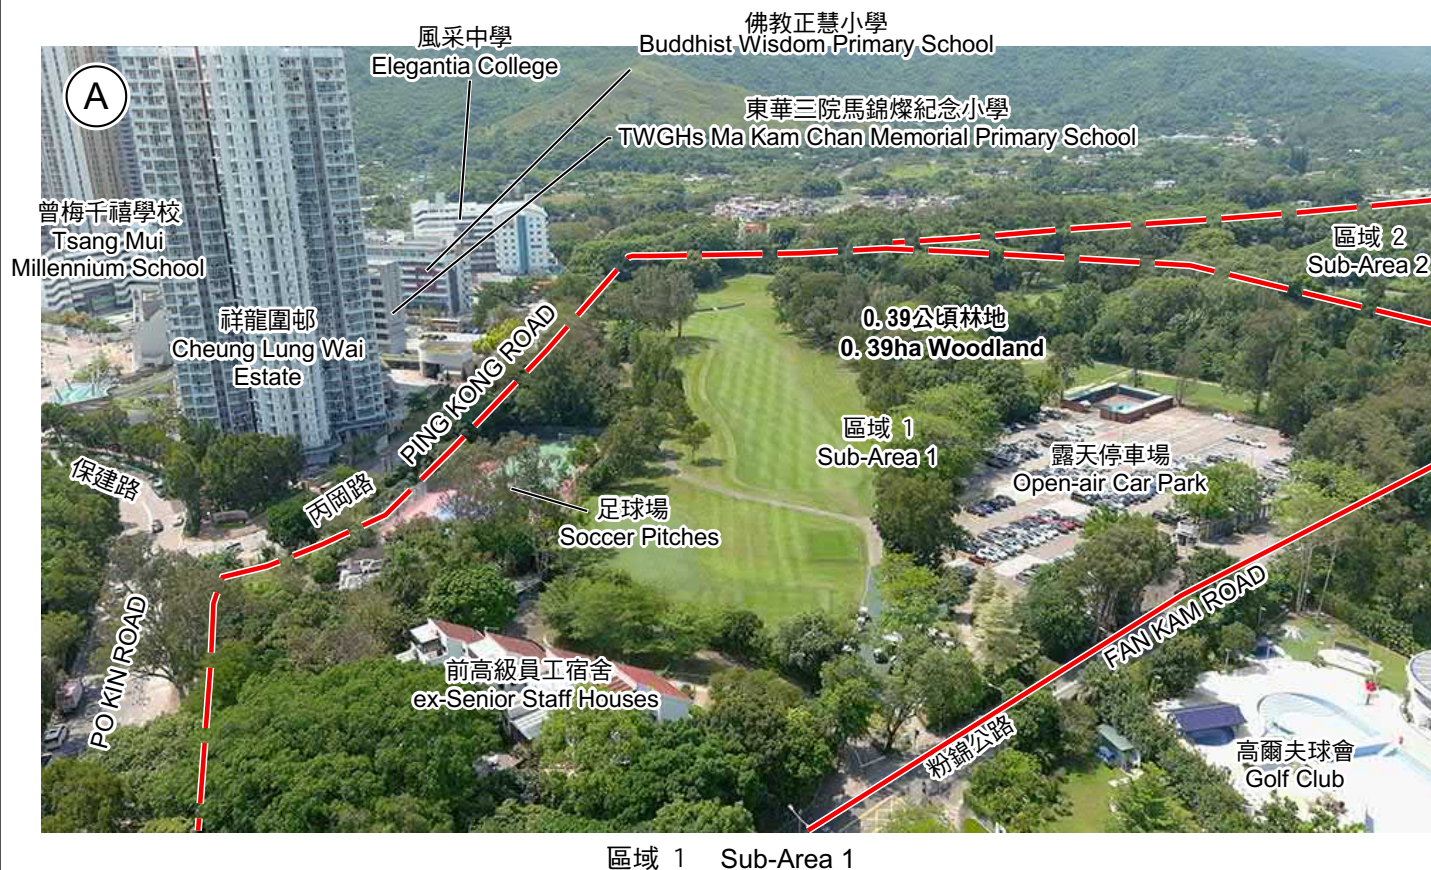 佛教正慧小學
Buddhist Wisdom Primary School
風采中學
Elegantia College
A
東華三院馬錦燦紀念小學
TWGHs Ma Kam Chan Memorial Primary School
曾梅千禧學校
Tsang Mui
Millennium School
區域 2
Sub-Area 2
祥龍圍邨
Cheung Lung Wai
Estate
0.39公頃林地
0.39ha Woodland
PING KONG ROAD
丙岡路
區域 1
Sub-Area 1
露天停車場
Open-air Car Park
保建路
PO KIN ROAD
足球場
Soccer Pitches
FAN KAM ROAD
粉錦公路
前高級員工宿舍
ex-Senior Staff Houses
高爾夫球會
Golf Club
區域 1 Sub-Area 1